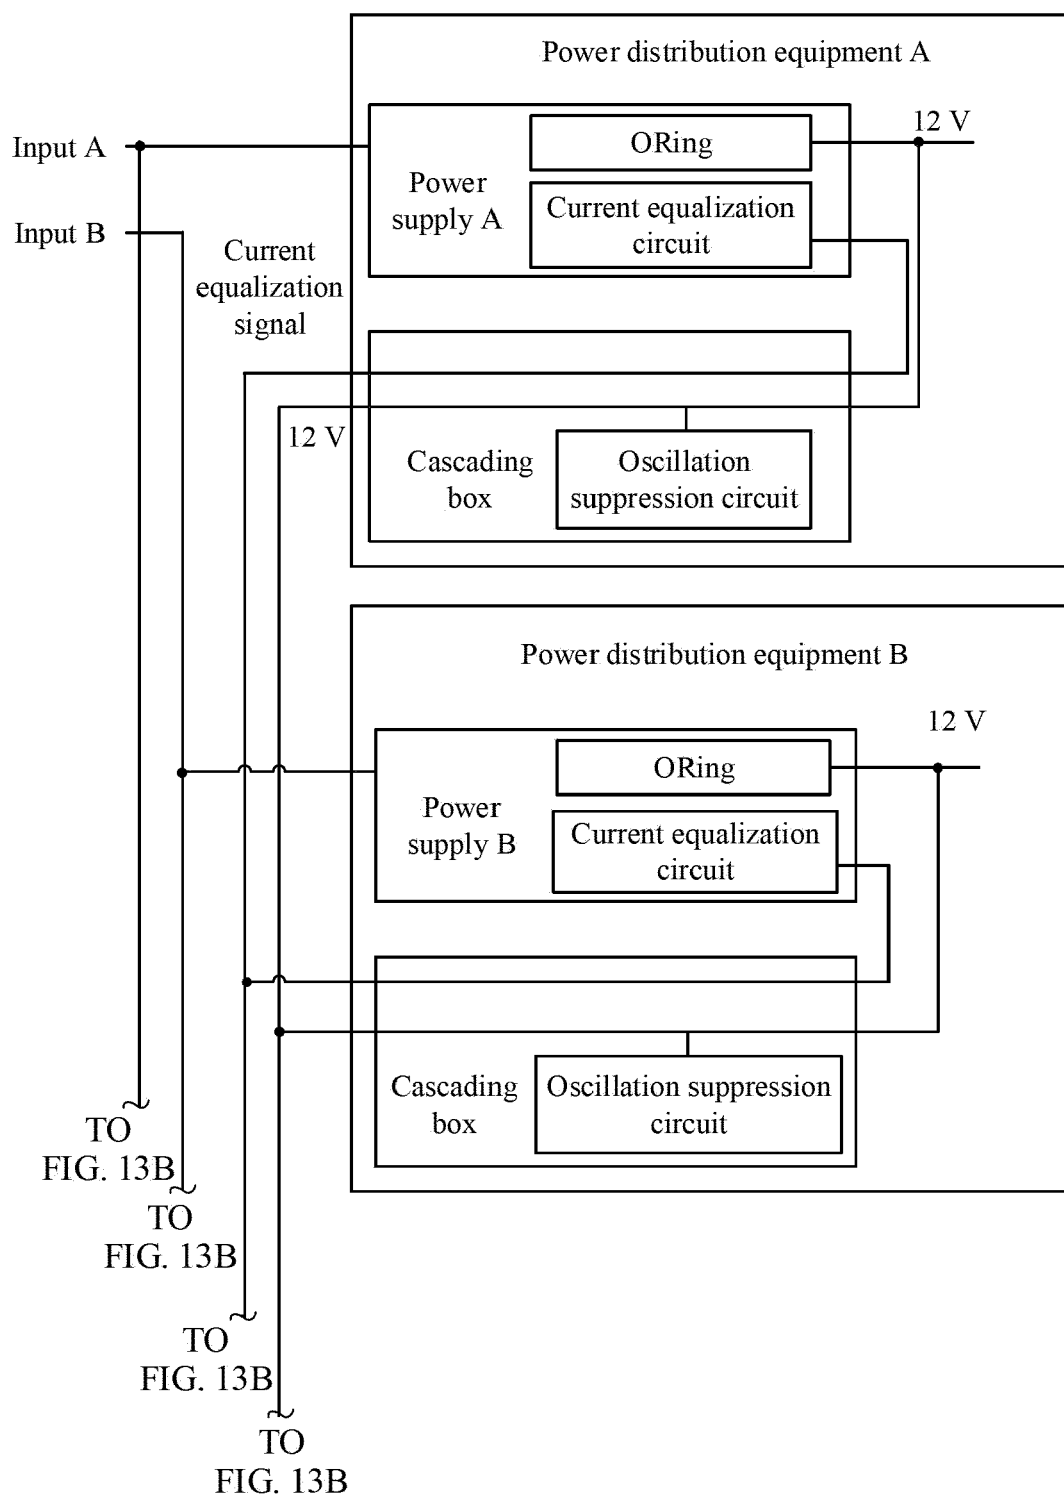 Power distribution equipment A
12 V
Input A
ORing
Power
supply A
Current equalization
circuit
Input B
Current
equalization
signal
12 V
Cascading
box
Oscillation
suppression circuit
Power distribution equipment B
12 V
ORing
Power
supply B
Current equalization
circuit
Cascading
box
Oscillation suppression
circuit
TO
FIG. 13B
TO
FIG. 13B
TO
FIG. 13B
TO
FIG. 13B